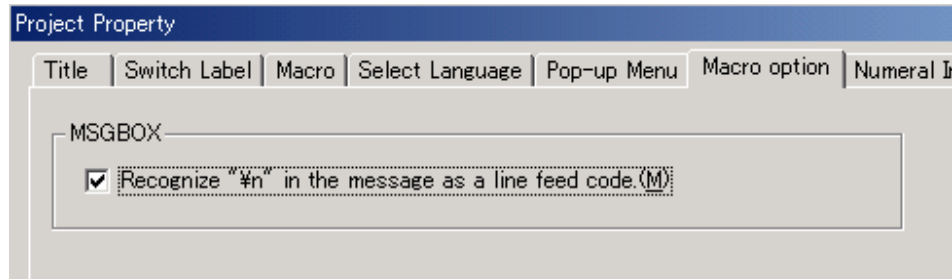 Project Property
Title Switch Label Macro Select Language Pop-up Menu Macro option Numeral
MSGBOX
Recognize "¥n" in the message as a line feed code.(M)